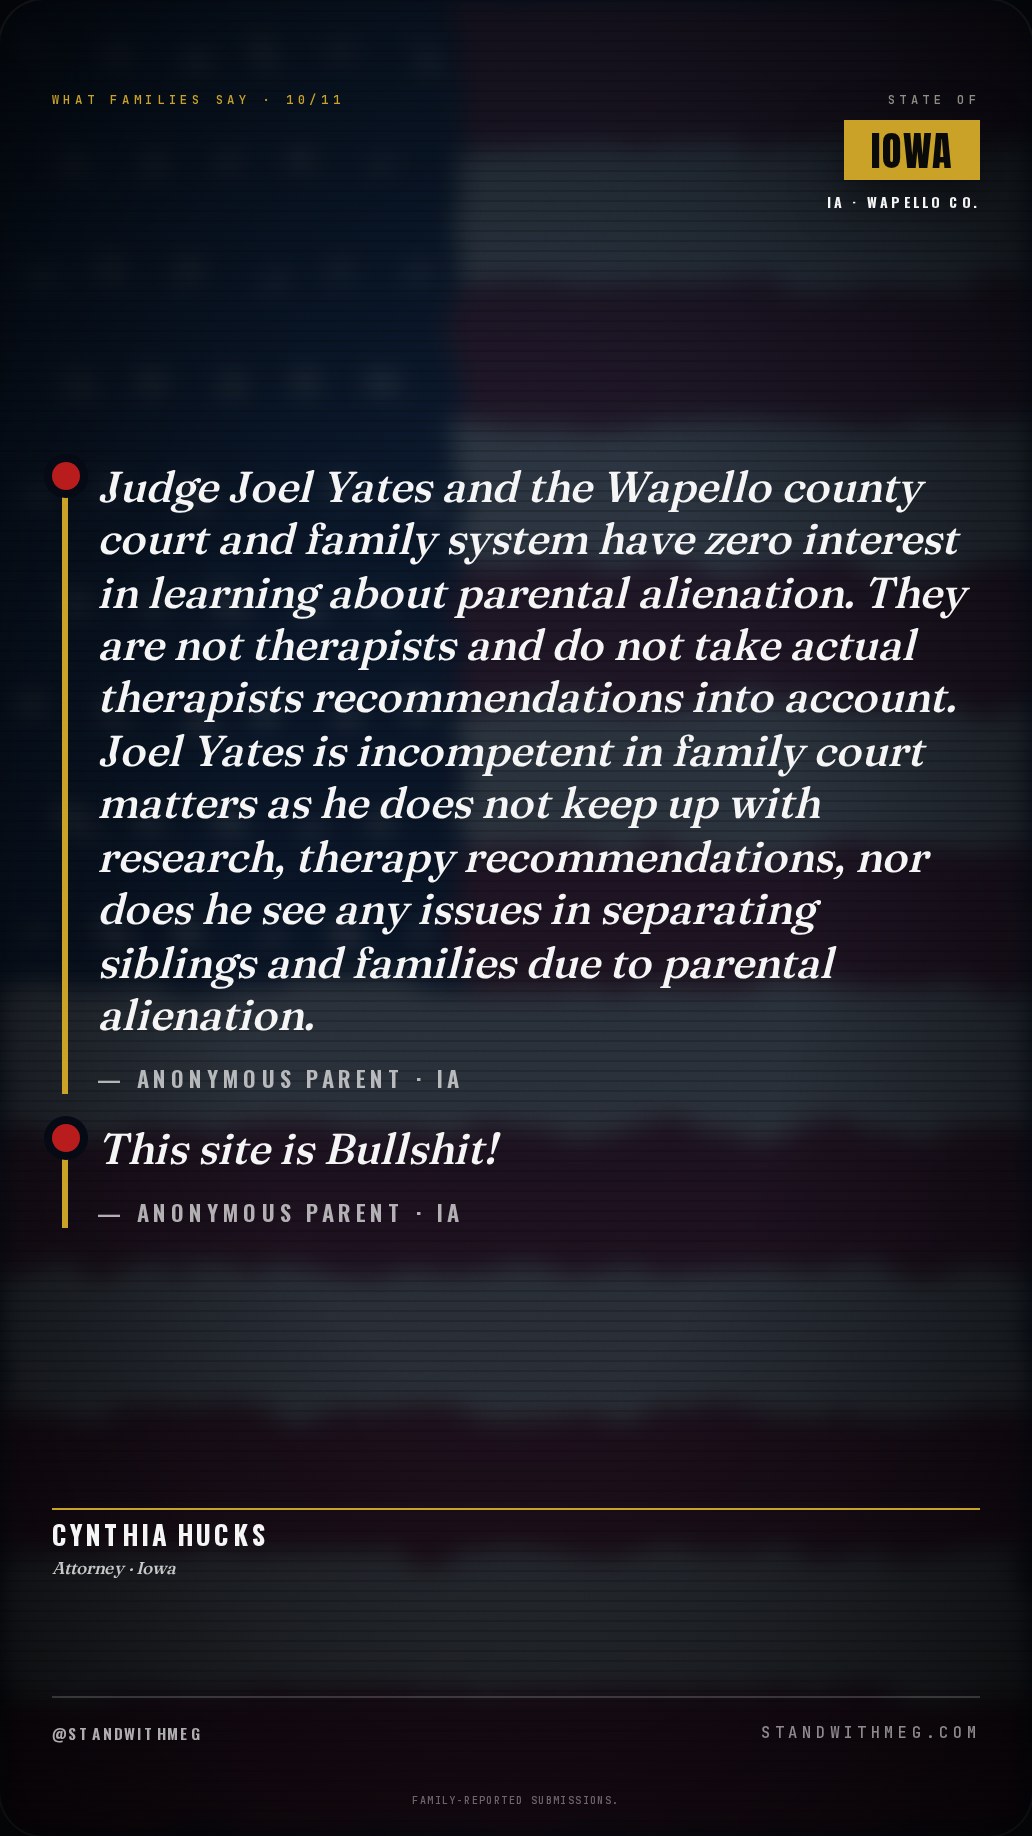 WHAT FAMILIES SAY · 10/11
STATE OF
IOWA
IA · WAPELLO CO.
Judge Joel Yates and the Wapello county
court and family system have zero interest
in learning about parental alienation. They
are not therapists and do not take actual
therapists recommendations into account.
Joel Yates is incompetent in family court
matters as he does not keep up with
research, therapy recommendations, nor
does he see any issues in separating
siblings and families due to parental
alienation.
— ANONYMOUS PARENT · IA
This site is Bullshit!
— ANONYMOUS PARENT · IA
CYNTHIA HUCKS
Attorney · Iowa
@STANDWITHMEG
STANDWITHMEG.COM
FAMILY-REPORTED SUBMISSIONS.